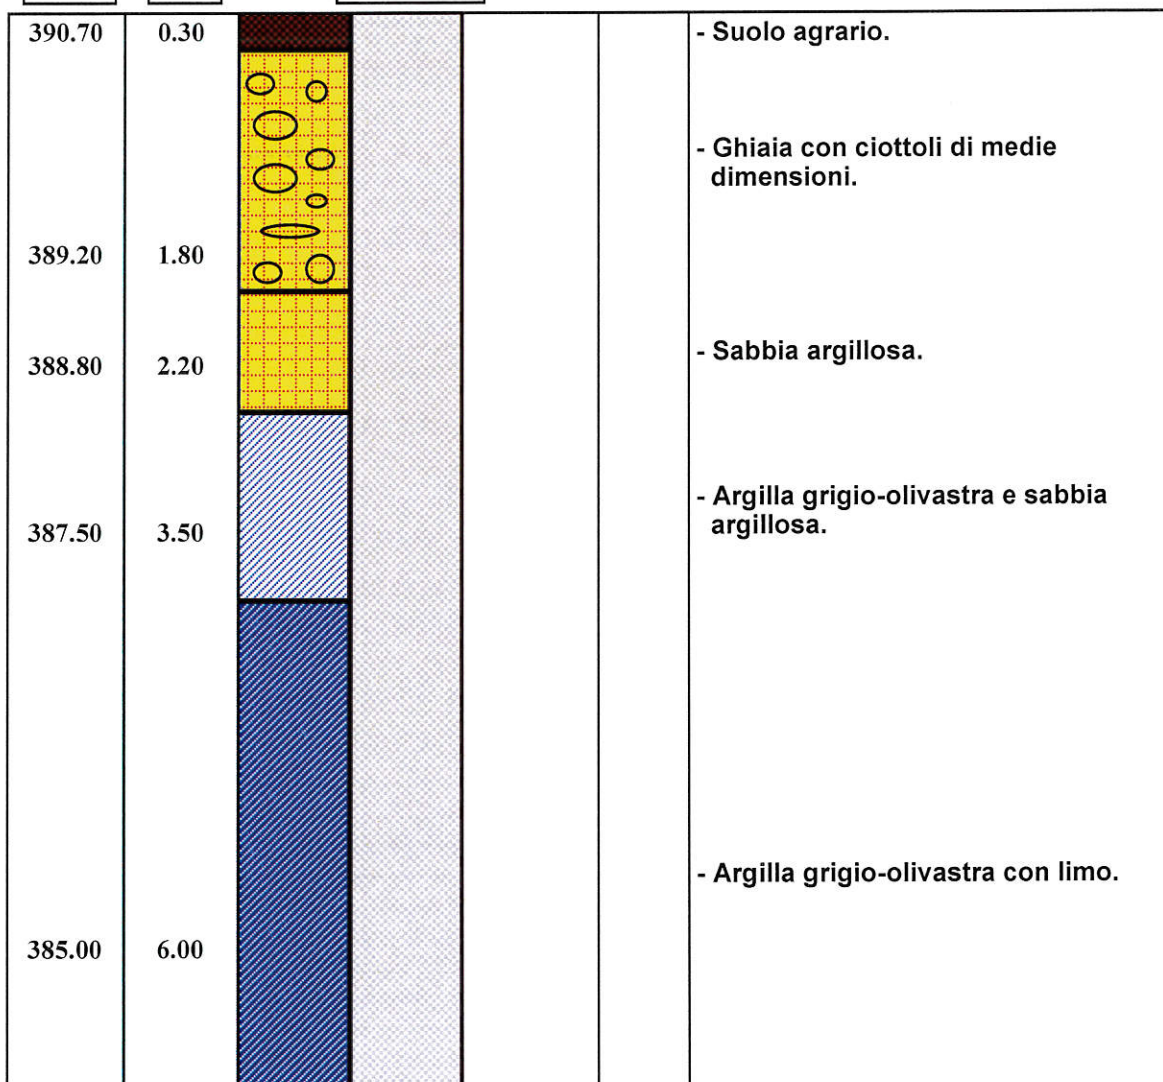 390.70 0.30 - Suolo agrario.
- Ghiaia con ciottoli di medie
dimensioni.
389.20 1.80
- Sabbia argillosa.
388.80 2.20
- Argilla grigio-olivastra e sabbia
argillosa.
387.50 3.50
- Argilla grigio-olivastra con limo.
385.00 6.00